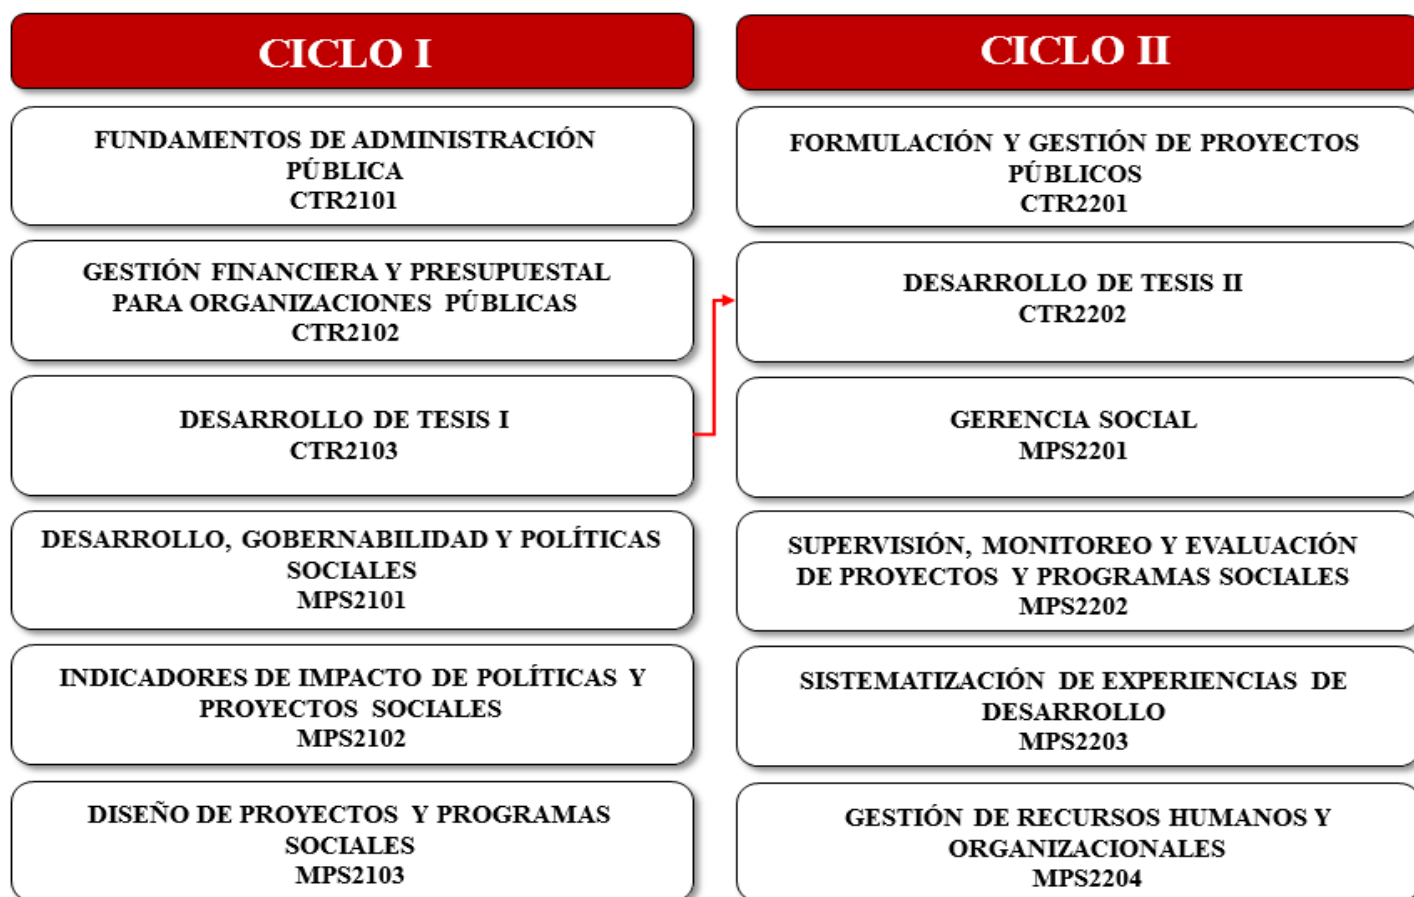 CICLO I
FUNDAMENTOS DE ADMINISTRACIÓN
PÚBLICA
CTR2101
GESTIÓN FINANCIERA Y PRESUPUESTAL
PARA ORGANIZACIONES PÚBLICAS
CTR2102
DESARROLLO DE TESIS I
CTR2103
DESARROLLO, GOBERNABILIDAD Y POLÍTICAS
SOCIALES
MPS2101
INDICADORES DE IMPACTO DE POLÍTICAS Y
PROYECTOS SOCIALES
MPS2102
DISEÑO DE PROYECTOS Y PROGRAMAS
SOCIALES
MPS2103
CICLO II
FORMULACIÓN Y GESTIÓN DE PROYECTOS
PÚBLICOS
CTR2201
DESARROLLO DE TESIS II
CTR2202
GERENCIA SOCIAL
MPS2201
SUPERVISIÓN, MONITOREO Y EVALUACIÓN
DE PROYECTOS Y PROGRAMAS SOCIALES
MPS2202
SISTEMATIZACIÓN DE EXPERIENCIAS DE
DESARROLLO
MPS2203
GESTIÓN DE RECURSOS HUMANOS Y
ORGANIZACIONALES
MPS2204